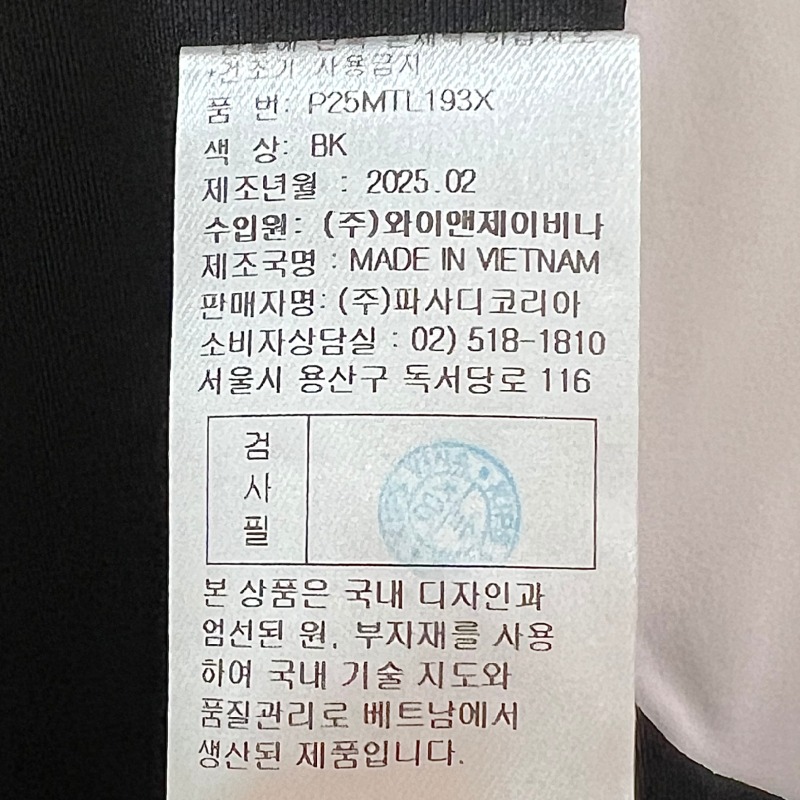 *건조기 사용금지
품 번: P25MTL193X
색 상: BK
제조년월 : 2025.02
수입원: (주)와이앤제이비나
제조국명 : MADE IN VIETNAM
판매자명: (주)파사디코리아
소비자상담실 : 02) 518-1810
서울시 용산구 독서당로 116
검
사
필
본 상품은 국내 디자인과
엄선된 원, 부자재를 사용
하여 국내 기술 지도와
품질관리로 베트남에서
생산된 제품입니다.